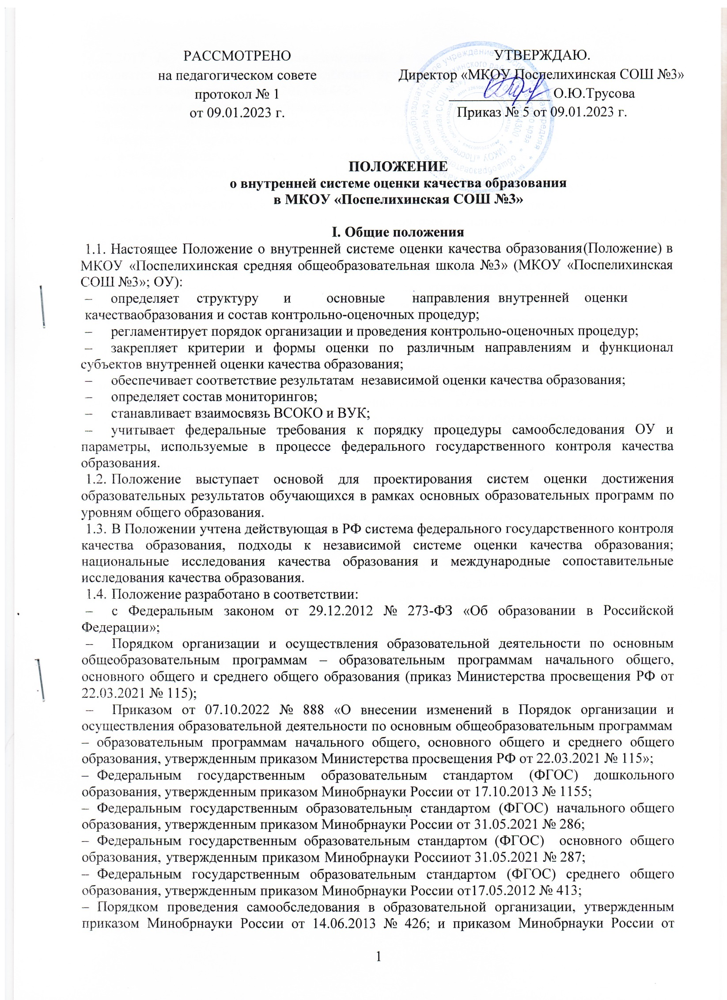 РАССМОТРЕНО
на педагогическом совете
протокол № 1
от 09.01.2023 г.
УТВЕРЖДАЮ.
Директор «МКОУ Поспелихинская СОШ №3»
______________ О.Ю.Трусова
Приказ № 5 от 09.01.2023 г.
ПОЛОЖЕНИЕ
о внутренней системе оценки качества образования
в МКОУ «Поспелихинская СОШ №3»
I. Общие положения
1.1. Настоящее Положение о внутренней системе оценки качества образования(Положение) в
МКОУ «Поспелихинская средняя общеобразовательная школа №3» (МКОУ «Поспелихинская
СОШ №3»; ОУ):
– определяет структуру и основные направления внутренней оценки
качестваобразования и состав контрольно-оценочных процедур;
– регламентирует порядок организации и проведения контрольно-оценочных процедур;
– закрепляет критерии и формы оценки по различным направлениям и функционал
субъектов внутренней оценки качества образования;
– обеспечивает соответствие результатам независимой оценки качества образования;
– определяет состав мониторингов;
– станавливает взаимосвязь ВСОКО и ВУК;
– учитывает федеральные требования к порядку процедуры самообследования ОУ и
параметры, используемые в процессе федерального государственного контроля качества
образования.
1.2. Положение выступает основой для проектирования систем оценки достижения
образовательных результатов обучающихся в рамках основных образовательных программ по
уровням общего образования.
1.3. В Положении учтена действующая в РФ система федерального государственного контроля
качества образования, подходы к независимой системе оценки качества образования;
национальные исследования качества образования и международные сопоставительные
исследования качества образования.
1.4. Положение разработано в соответствии:
– с Федеральным законом от 29.12.2012 № 273-ФЗ «Об образовании в Российской
Федерации»;
– Порядком организации и осуществления образовательной деятельности по основным
общеобразовательным программам – образовательным программам начального общего,
основного общего и среднего общего образования (приказ Министерства просвещения РФ от
22.03.2021 № 115);
– Приказом от 07.10.2022 № 888 «О внесении изменений в Порядок организации и
осуществления образовательной деятельности по основным общеобразовательным программам
– образовательным программам начального общего, основного общего и среднего общего
образования, утвержденным приказом Министерства просвещения РФ от 22.03.2021 № 115»;
– Федеральным государственным образовательным стандартом (ФГОС) дошкольного
образования, утвержденным приказом Минобрнауки России от 17.10.2013 № 1155;
– Федеральным государственным образовательным стандартом (ФГОС) начального общего
образования, утвержденным приказом Минобрнауки России от 31.05.2021 № 286;
– Федеральным государственным образовательным стандартом (ФГОС) основного общего
образования, утвержденным приказом Минобрнауки Россииот 31.05.2021 № 287;
– Федеральным государственным образовательным стандартом (ФГОС) среднего общего
образования, утвержденным приказом Минобрнауки России от17.05.2012 № 413;
– Порядком проведения самообследования в образовательной организации, утвержденным
приказом Минобрнауки России от 14.06.2013 № 426; и приказом Минобрнауки России от
1